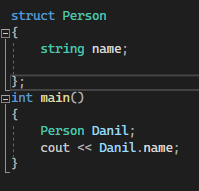 struct Person
{
string name;
};
int main()
{
Person Danil;
cout << Danil.name;
}